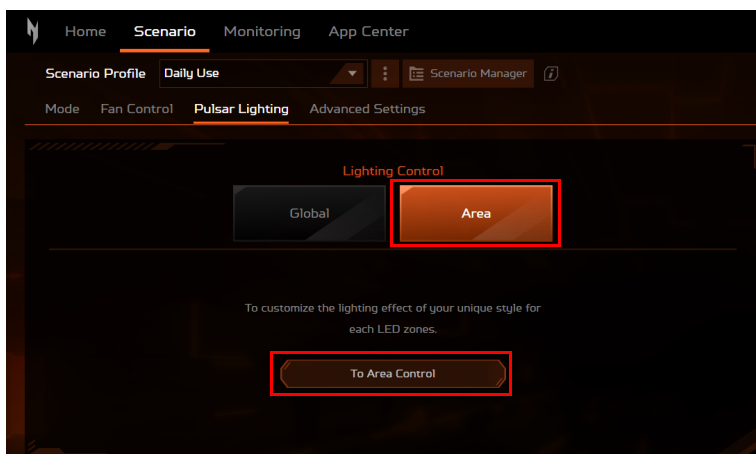 Home Scenario Monitoring App Center
Scenario Profile Daily Use Scenario Manager i
Mode Fan Control Pulsar Lighting Advanced Settings
Lighting Control
Global Area
To customize the lighting effect of your unique style for
each LED zones.
To Area Control